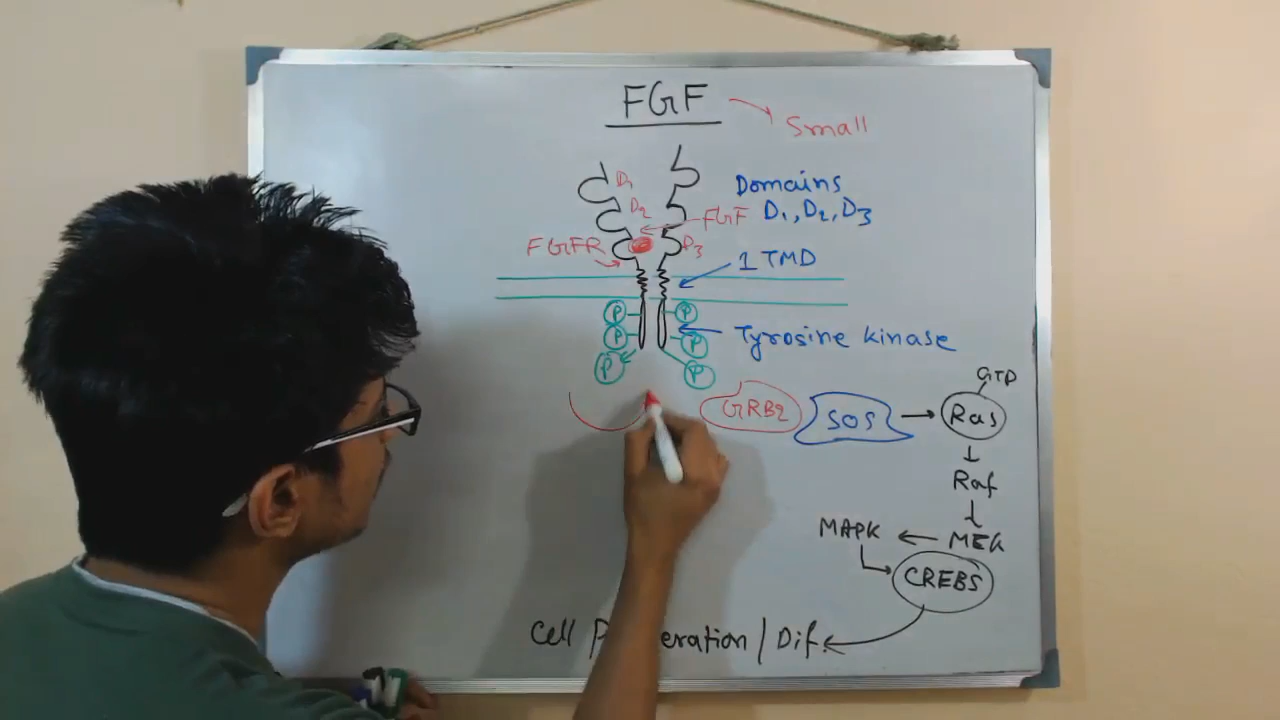 FGF
Small
D1
D2
Domains
D1, D2, D3
FGF
FGFR
D3
1 TMD
P
P
P
P
P
P
Tyrosine kinase
GTP
GRB2
SOS
Ras
Raf
MAPK
MEK
CREBS
Cell
eration / Dif.